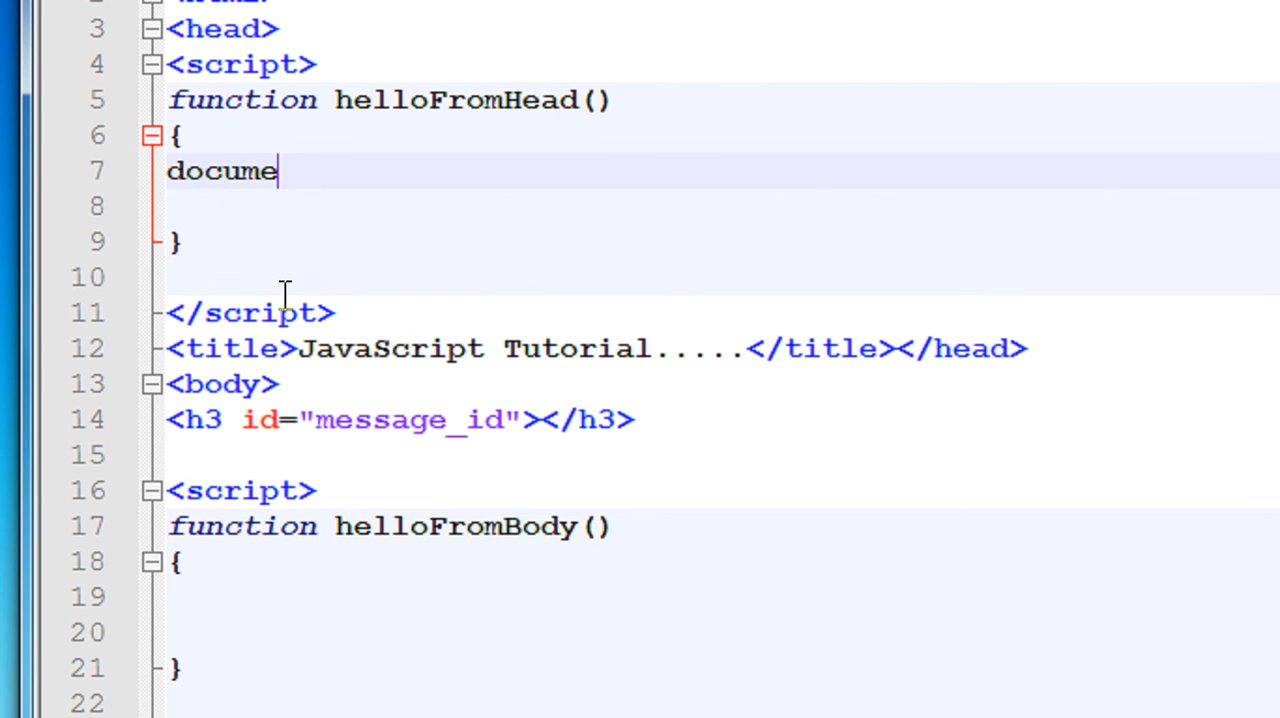 3 <head>
4 <script>
5 function helloFromHead()
6 {
7 docume
8
9 }
10
11 </script>
12 <title>JavaScript Tutorial.....</title></head>
13 <body>
14 <h3 id="message_id"></h3>
15
16 <script>
17 function helloFromBody()
18 {
19
20
21 }
22